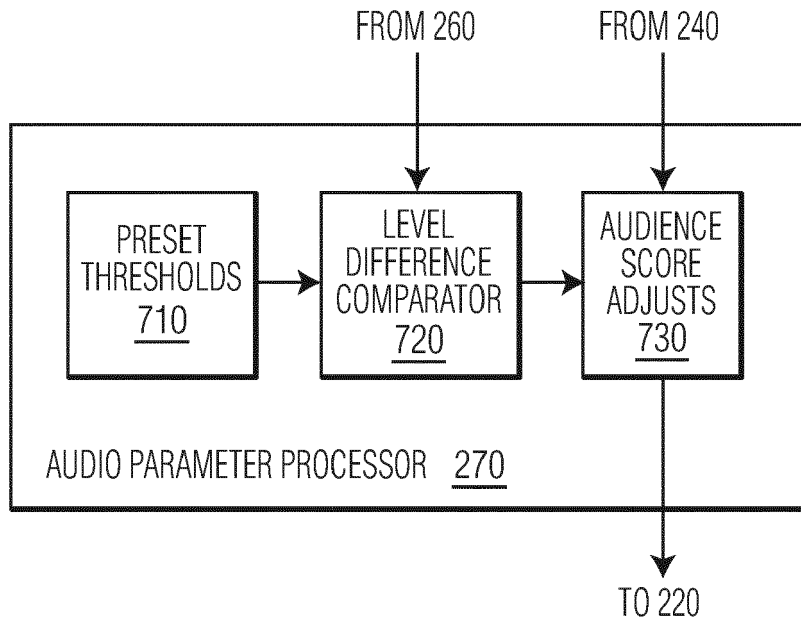 FROM 260
FROM 240
PRESET
THRESHOLDS
710
LEVEL
DIFFERENCE
COMPARATOR
720
AUDIENCE
SCORE
ADJUSTS
730
AUDIO PARAMETER PROCESSOR 270
TO 220